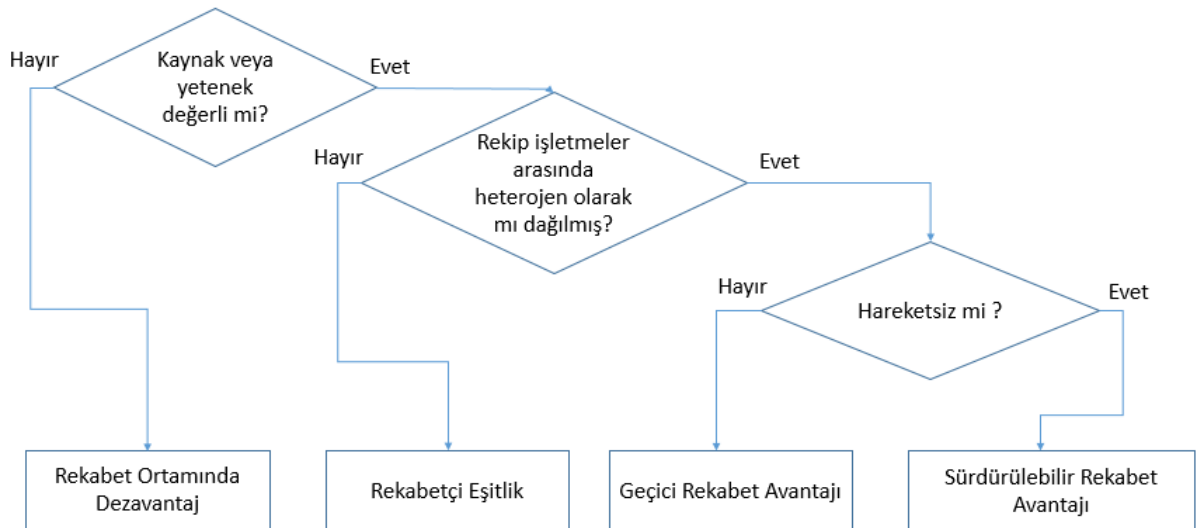 Hayır
Kaynak veya
yetenek
değerli mi?
Evet
Hayır
Rekip işletmeler
arasında
heterojen olarak
mı dağılmış?
Evet
Hayır
Hareketsiz mi ?
Evet
Rekabet Ortamında
Dezavantaj
Rekabetçi Eşitlik
Geçici Rekabet Avantajı
Sürdürülebilir Rekabet
Avantajı